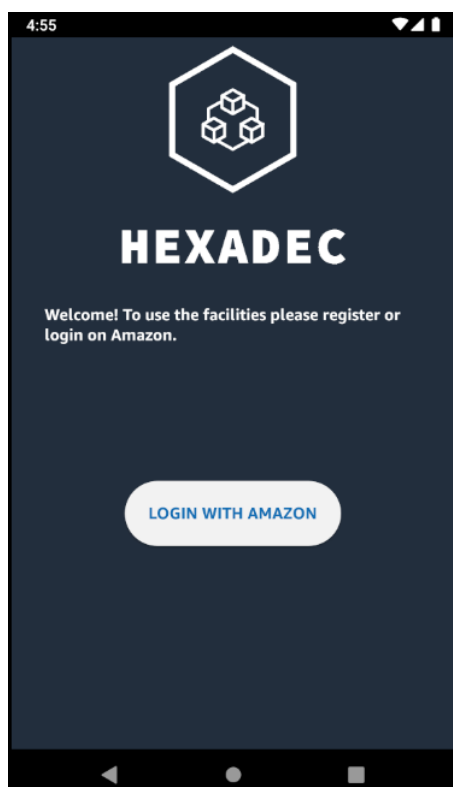 4:55
HEXADEC
Welcome! To use the facilities please register or
login on Amazon.
LOGIN WITH AMAZON